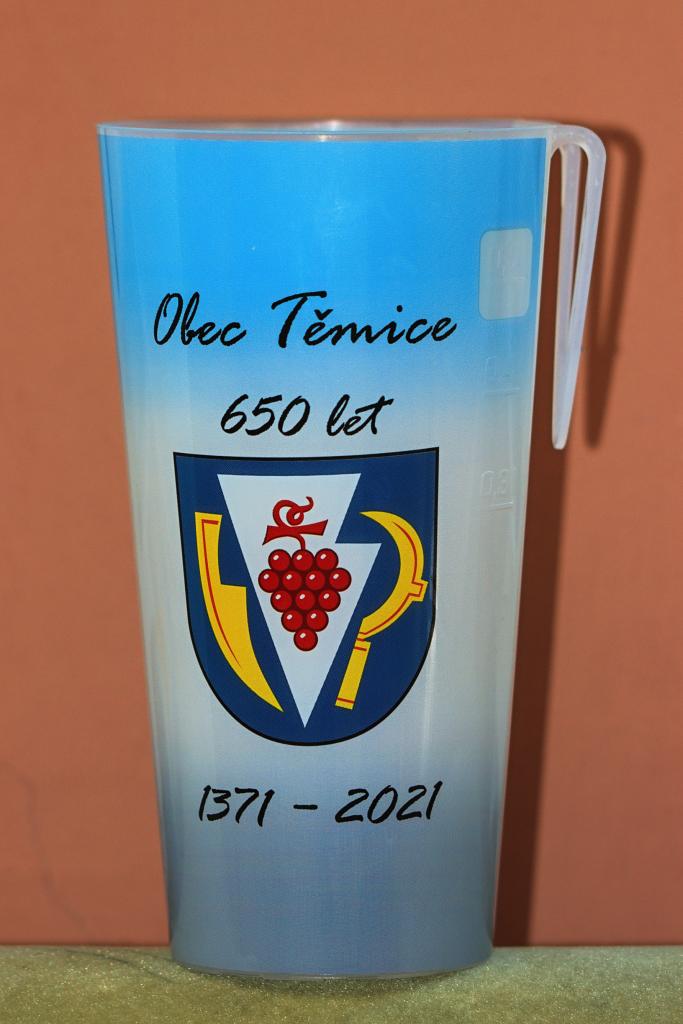 Obec Těmice
650 let
1371 – 2021